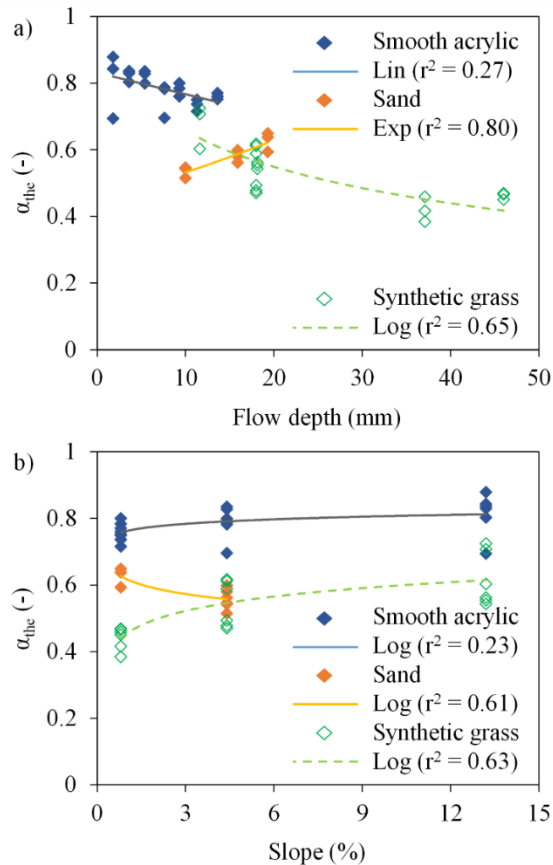 a)
1
0.8
0.6
0.4
0.2
0
α_the (-)
Smooth acrylic
Lin (r² = 0.27)
Sand
Exp (r² = 0.80)
Synthetic grass
Log (r² = 0.65)
0 10 20 30 40 50
Flow depth (mm)
b)
1
0.8
0.6
0.4
0.2
0
α_the (-)
Smooth acrylic
Log (r² = 0.23)
Sand
Log (r² = 0.61)
Synthetic grass
Log (r² = 0.63)
0 3 6 9 12 15
Slope (%)